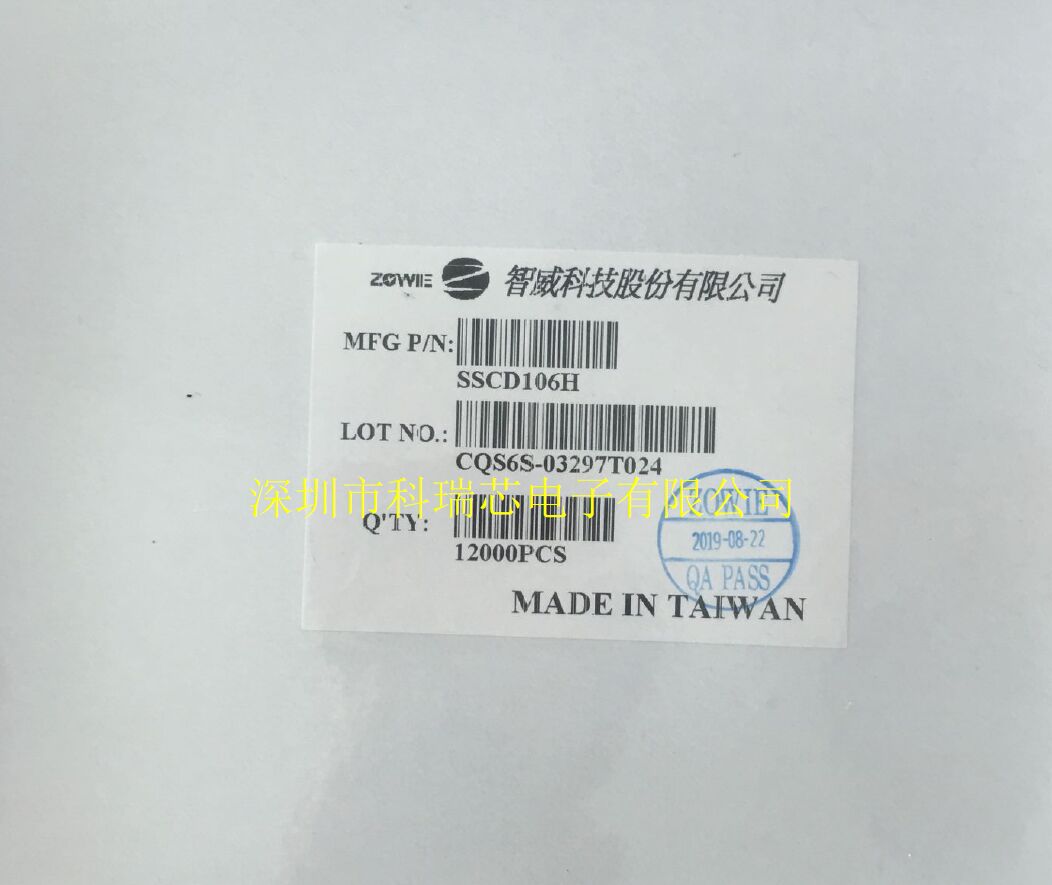 ZOWIE 智威科技股份有限公司
MFG P/N:
SSCD106H
LOT NO.:
CQS6S-03297T024
深圳市科瑞芯电子有限公司
Q'TY:
12000PCS
ZOWIE
2019-08-22
QA PASS
MADE IN TAIWAN